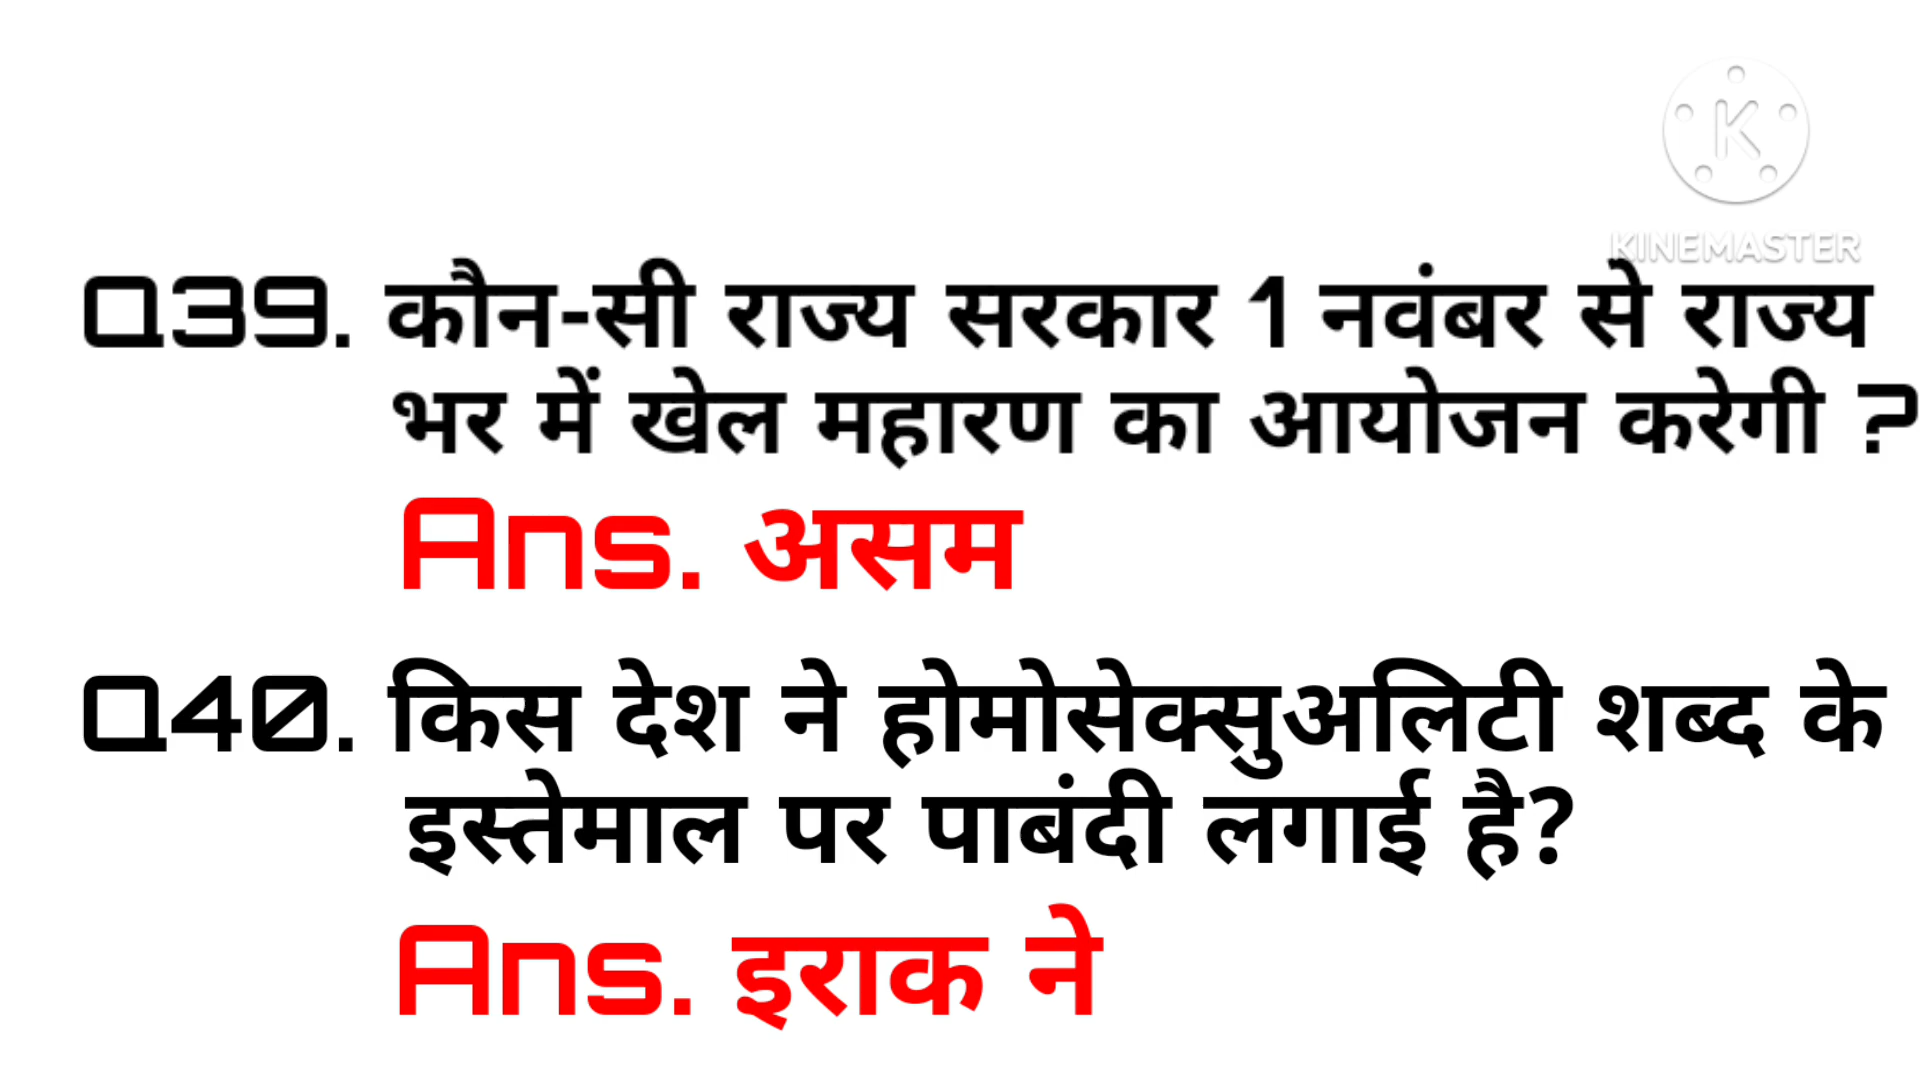 KINEMASTER
Q39. कौन-सी राज्य सरकार 1 नवंबर से राज्य
भर में खेल महारण का आयोजन करेगी ?
Ans. असम
Q40. किस देश ने होमोसेक्सुअलिटी शब्द के
इस्तेमाल पर पाबंदी लगाई है?
Ans. इराक ने